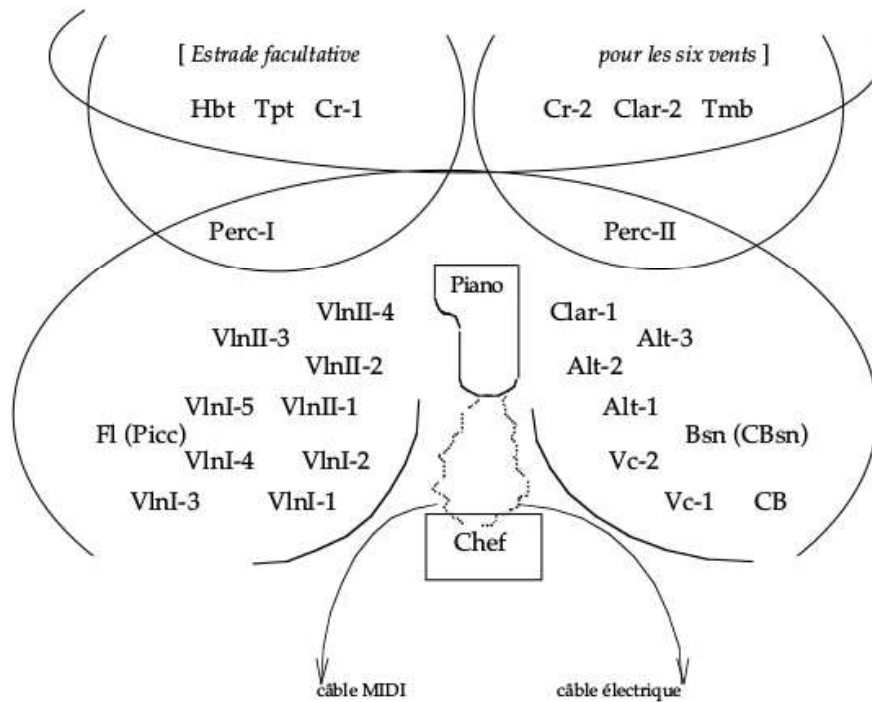 [ Estrade facultative pour les six vents ]
Hbt Tpt Cr-1 Cr-2 Clar-2 Tmb
Perc-I Perc-II
Piano
VlnII-4 Clar-1
VlnII-3 Alt-3
VlnII-2 Alt-2
VlnI-5 VlnII-1 Alt-1
Fl (Picc) Bsn (CBsn)
VlnI-4 VlnI-2 Vc-2
VlnI-3 VlnI-1 Vc-1 CB
Chef
câble MIDI câble électrique